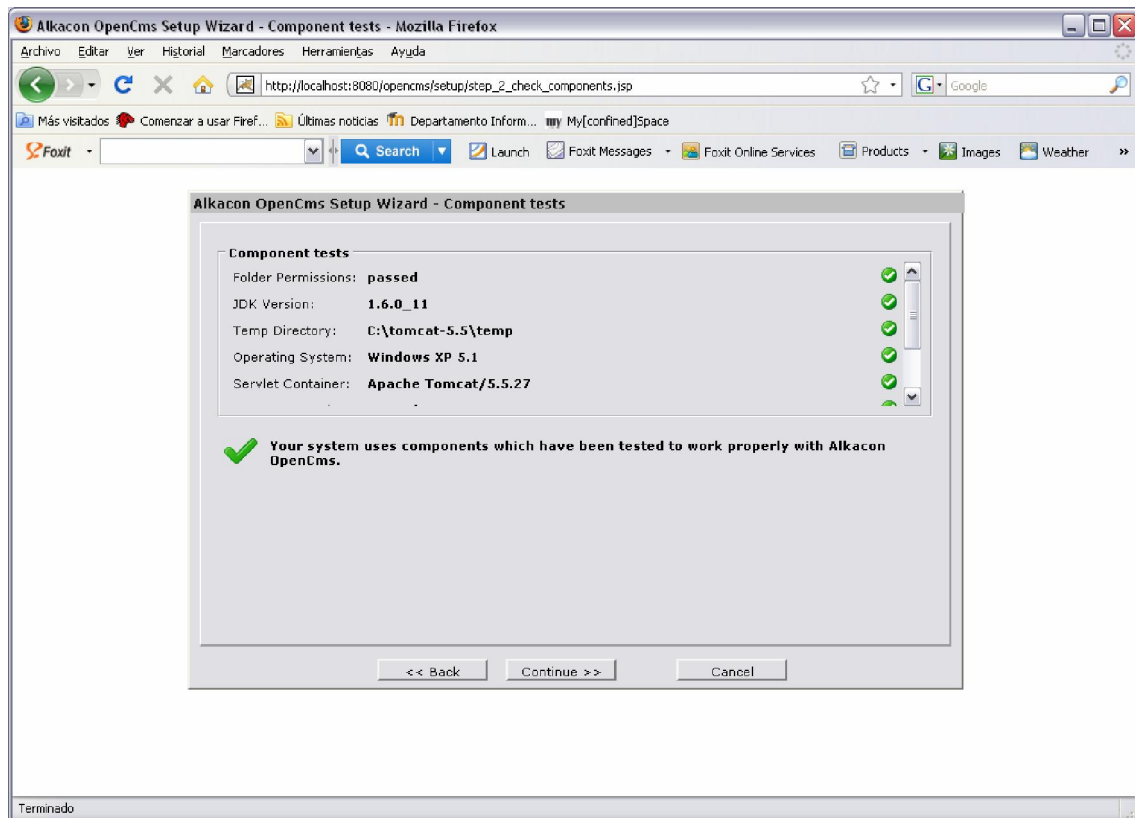 Alkacon OpenCms Setup Wizard - Component tests - Mozilla Firefox
Archivo Editar Ver Historial Marcadores Herramientas Ayuda
http://localhost:8080/opencms/setup/step_2_check_components.jsp G Google
Más visitados Comenzar a usar Firef... Últimas noticias Departamento Inform... my My[confined]Space
Foxit Search Launch Foxit Messages Foxit Online Services Products Images Weather »
Alkacon OpenCms Setup Wizard - Component tests
Component tests
Folder Permissions: passed
JDK Version: 1.6.0_11
Temp Directory: C:\tomcat-5.5\temp
Operating System: Windows XP 5.1
Servlet Container: Apache Tomcat/5.5.27
Your system uses components which have been tested to work properly with Alkacon
OpenCms.
<< Back Continue >> Cancel
Terminado